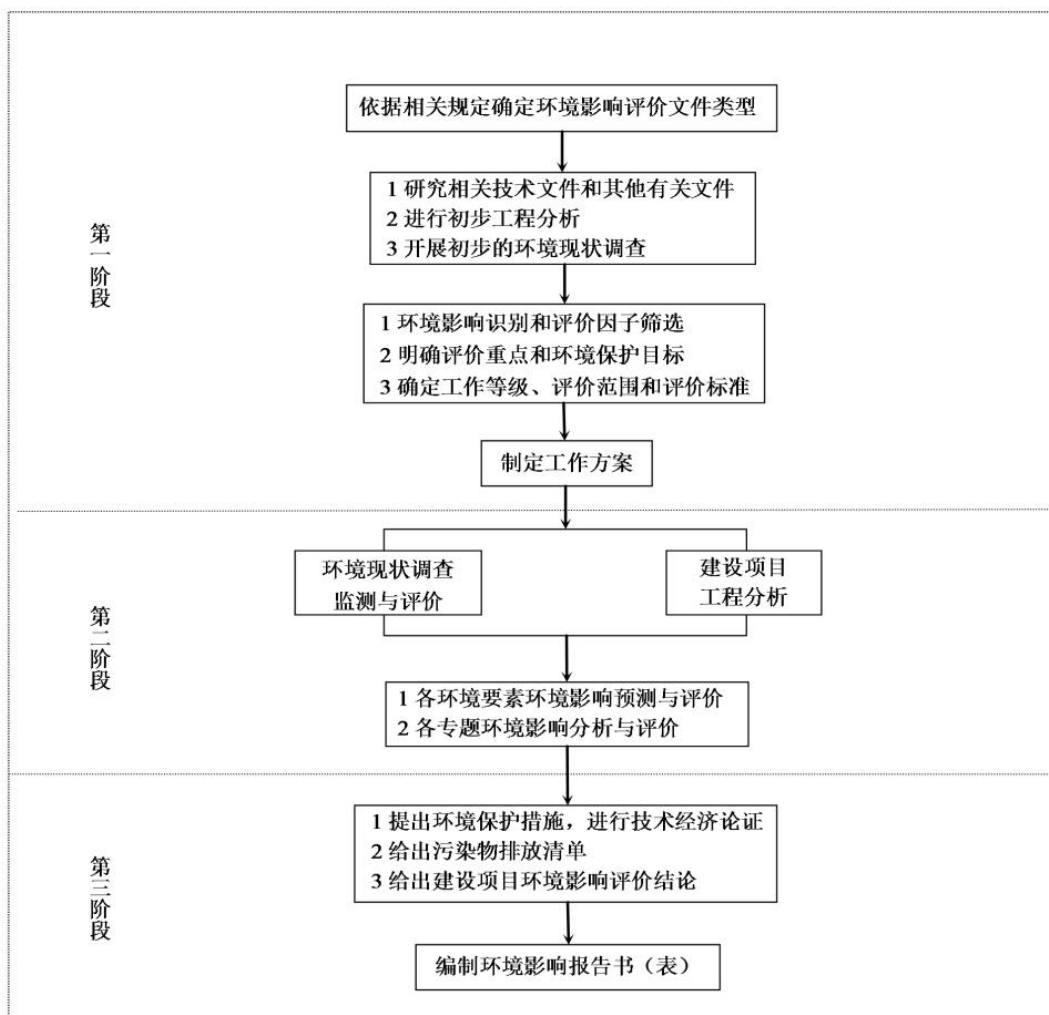 依据相关规定确定环境影响评价文件类型
1 研究相关技术文件和其他有关文件
2 进行初步工程分析
3 开展初步的环境现状调查
第一阶段
1 环境影响识别和评价因子筛选
2 明确评价重点和环境保护目标
3 确定工作等级、评价范围和评价标准
制定工作方案
环境现状调查
监测与评价
建设项目
工程分析
第二阶段
1 各环境要素环境影响预测与评价
2 各专题环境影响分析与评价
1 提出环境保护措施，进行技术经济论证
2 给出污染物排放清单
3 给出建设项目环境影响评价结论
第三阶段
编制环境影响报告书（表）